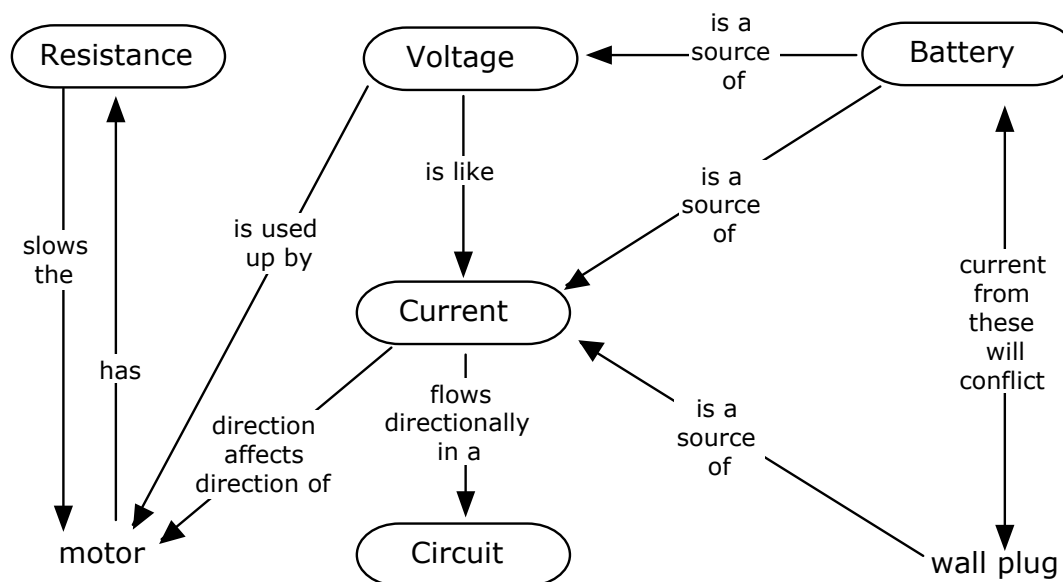 Resistance
Voltage
is a
source
of
Battery
is like
is a
source
of
slows
the
is used
up by
current
from
these
will
conflict
Current
has
flows
directionally
in a
direction
affects
direction of
is a
source
of
motor
Circuit
wall plug